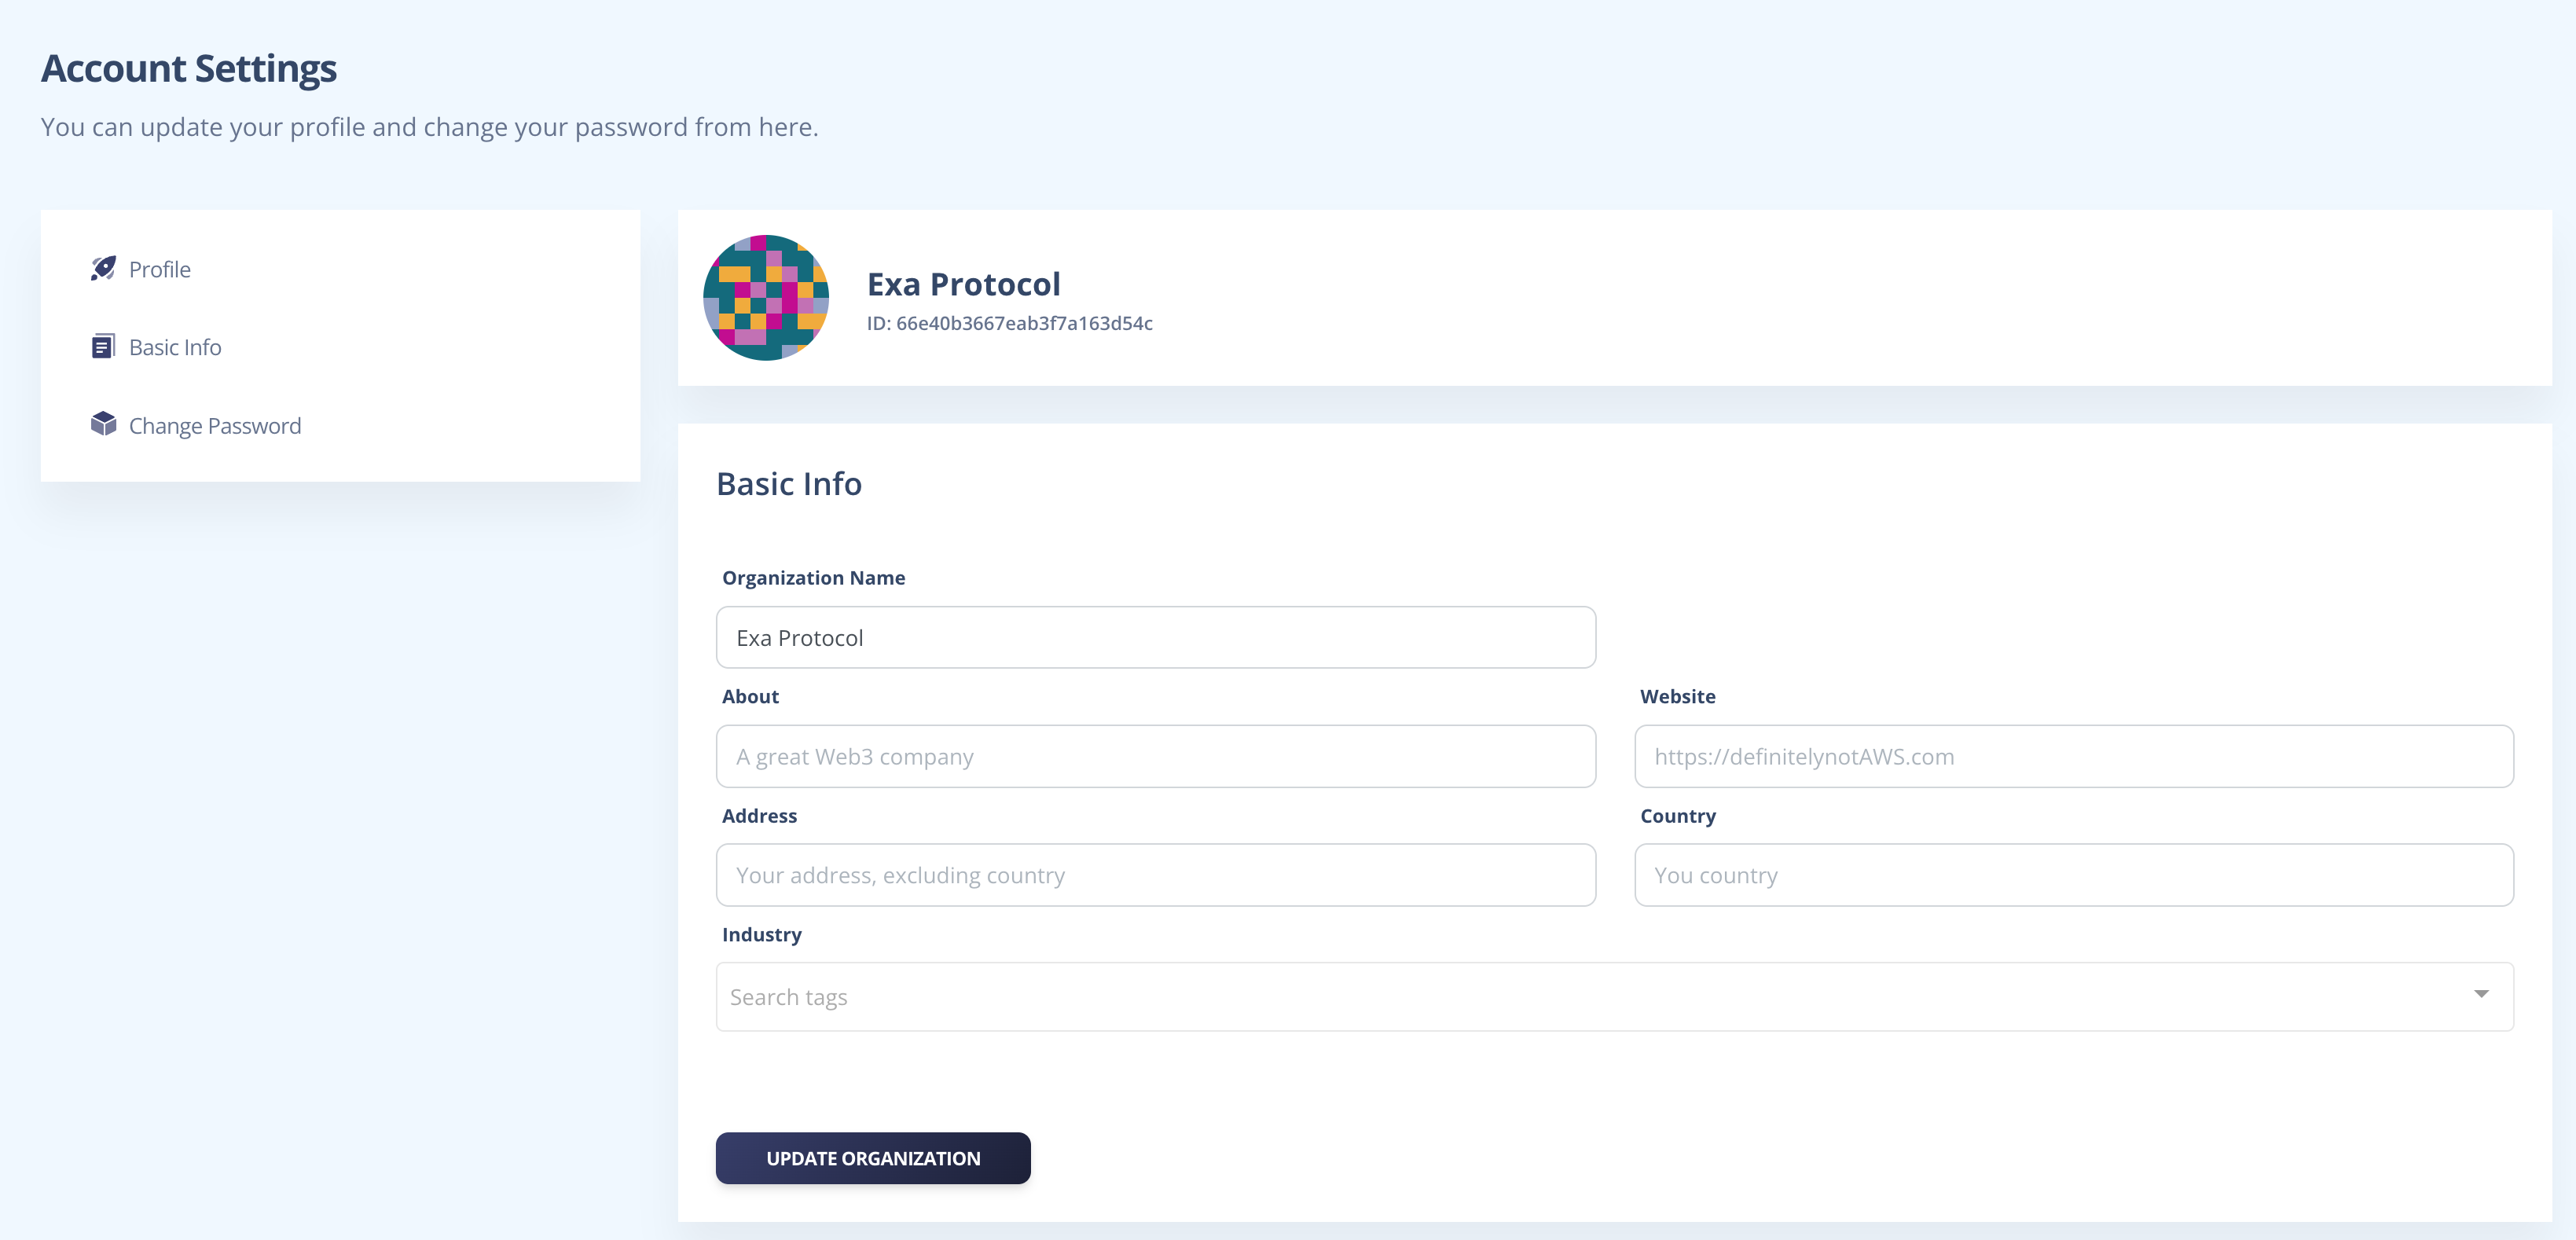 Account Settings
You can update your profile and change your password from here.
Profile
Basic Info
Change Password
Exa Protocol
ID: 66e40b3667eab3f7a163d54c
Basic Info
Organization Name
Exa Protocol
About
Website
A great Web3 company
https://definitelynotAWS.com
Address
Country
Your address, excluding country
You country
Industry
Search tags
UPDATE ORGANIZATION